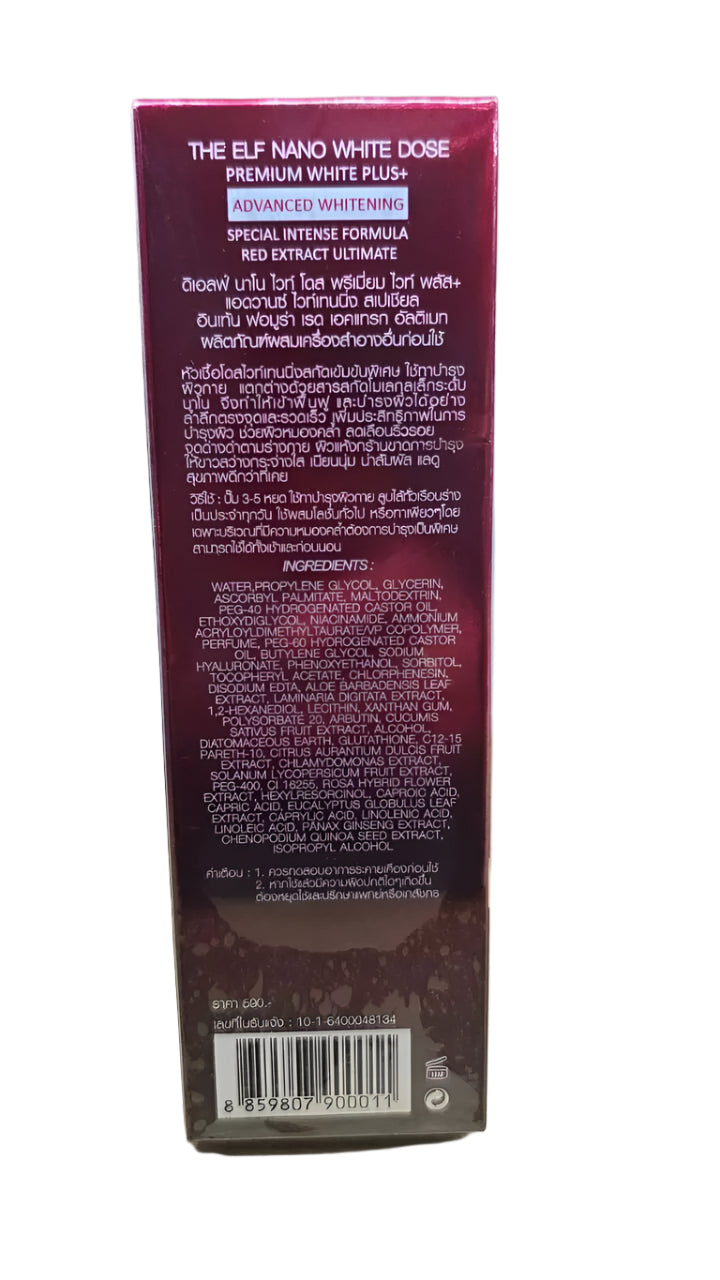 THE ELF NANO WHITE DOSE
PREMIUM WHITE PLUS+
ADVANCED WHITENING
SPECIAL INTENSE FORMULA
RED EXTRACT ULTIMATE
ดิเอลฟ์ นาโน ไวท์ โดส พรีเมี่ยม ไวท์ พลัส+
แอดวานซ์ ไวท์เทนนิ่ง สเปเชียล
อินเท้น ฟอมูร่า เรด เอคแทรก อัลติเมท
ผลิตภัณฑ์ผสมเครื่องสำอางอื่นก่อนใช้
หัวเชื้อโดสไวท์เทนนิ่งสกัดเข้มข้นพิเศษ ใช้ทาบำรุง
ผิวกาย แตกต่างด้วยสารสกัดโมเลกุลเล็กระดับ
นาโน จึงทำให้เข้าฟื้นฟู และบำรุงผิวได้อย่าง
ล้ำลึกตรงจุดและรวดเร็ว เพิ่มประสิทธิภาพในการ
บำรุงผิว ช่วยผิวหมองคล้ำ ลดเลือนริ้วรอย
จุดด่างดำตามร่างกาย ผิวแห้งกร้านขาดการบำรุง
ให้ขาวสว่างกระจ่างใส เนียนนุ่ม น่าสัมผัส แลดู
สุขภาพดีกว่าที่เคย
วิธีใช้ : ปั๊ม 3-5 หยด ใช้ทาบำรุงผิวกาย ลูบไล้ทั่วเรือนร่าง
เป็นประจำทุกวัน ใช้ผสมโลชั่นทั่วไป หรือทาเพียวๆโดย
เฉพาะบริเวณที่มีความหมองคล้ำต้องการบำรุงเป็นพิเศษ
สามารถใช้ได้ทั้งเช้าและก่อนนอน
INGREDIENTS :
WATER,PROPYLENE GLYCOL, GLYCERIN,
ASCORBYL PALMITATE, MALTODEXTRIN,
PEG-40 HYDROGENATED CASTOR OIL,
ETHOXYDIGLYCOL, NIACINAMIDE, AMMONIUM
ACRYLOYLDIMETHYLTAURATE/VP COPOLYMER,
PERFUME, PEG-60 HYDROGENATED CASTOR
OIL, BUTYLENE GLYCOL, SODIUM
HYALURONATE, PHENOXYETHANOL, SORBITOL,
TOCOPHERYL ACETATE, CHLORPHENESIN,
DISODIUM EDTA, ALOE BARBADENSIS LEAF
EXTRACT, LAMINARIA DIGITATA EXTRACT,
1,2-HEXANEDIOL, LECITHIN, XANTHAN GUM,
POLYSORBATE 20, ARBUTIN, CUCUMIS
SATIVUS FRUIT EXTRACT, ALCOHOL,
DIATOMACEOUS EARTH, GLUTATHIONE, C12-15
PARETH-10, CITRUS AURANTIUM DULCIS FRUIT
EXTRACT, CHLAMYDOMONAS EXTRACT,
SOLANUM LYCOPERSICUM FRUIT EXTRACT,
PEG-400, CI 16255, ROSA HYBRID FLOWER
EXTRACT, HEXYLRESORCINOL, CAPROIC ACID,
CAPRIC ACID, EUCALYPTUS GLOBULUS LEAF
EXTRACT, CAPRYLIC ACID, LINOLENIC ACID,
LINOLEIC ACID, PANAX GINSENG EXTRACT,
CHENOPODIUM QUINOA SEED EXTRACT,
ISOPROPYL ALCOHOL
คำเตือน : 1. ควรทดสอบอาการระคายเคืองก่อนใช้
2. หากใช้แล้วมีความผิดปกติใดๆเกิดขึ้น
ต้องหยุดใช้และปรึกษาแพทย์หรือเภสัชกร
ราคา 590.-
เลขที่ใบรับแจ้ง : 10-1-6400048134
8 859807 900011